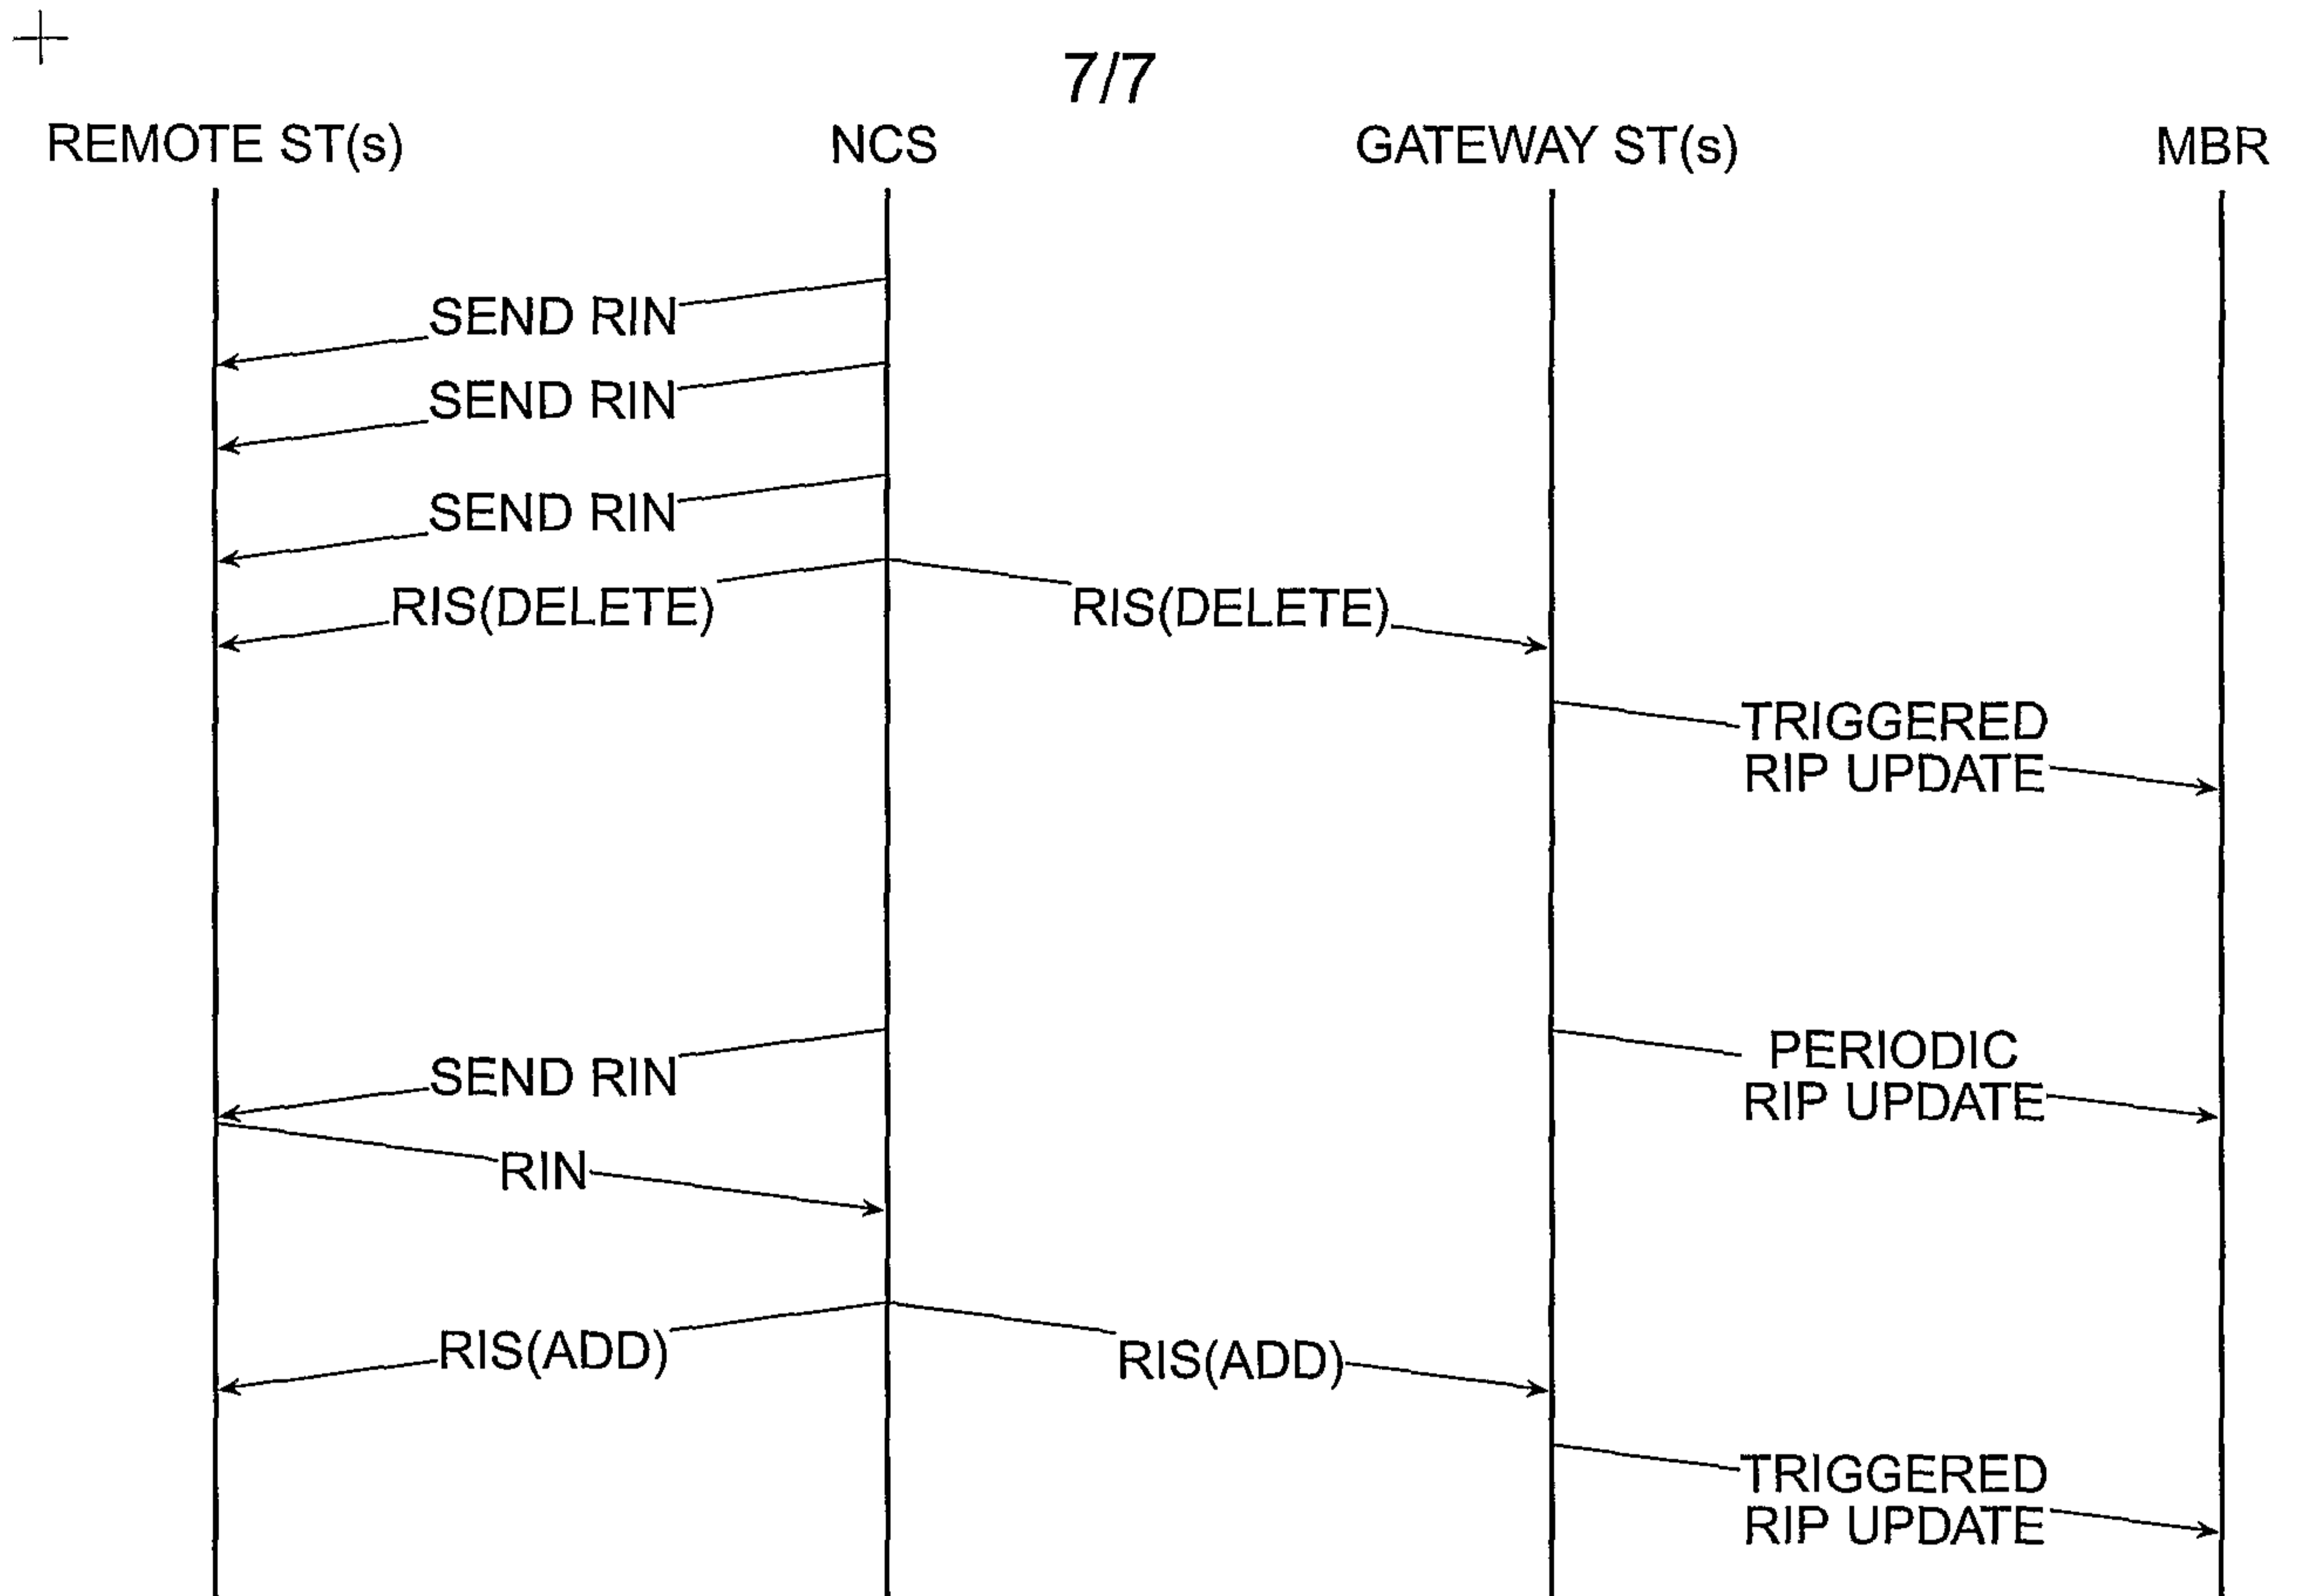 7/7
REMOTE ST(s)
NCS
GATEWAY ST(s)
MBR
SEND RIN
SEND RIN
SEND RIN
RIS(DELETE)
RIS(DELETE)
TRIGGERED
RIP UPDATE
SEND RIN
PERIODIC
RIP UPDATE
RIN
RIS(ADD)
RIS(ADD)
TRIGGERED
RIP UPDATE